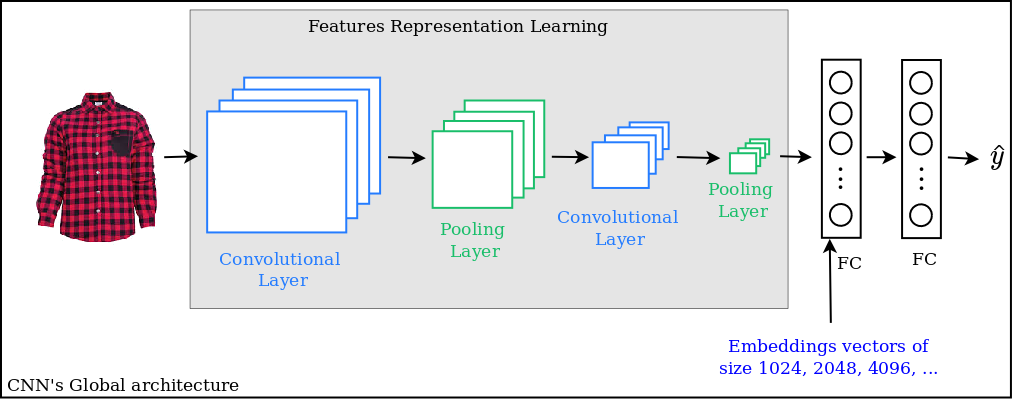 Features Representation Learning
Convolutional
Layer
Pooling
Layer
Convolutional
Layer
Pooling
Layer
FC
FC
ŷ
Embeddings vectors of
size 1024, 2048, 4096, ...
CNN's Global architecture